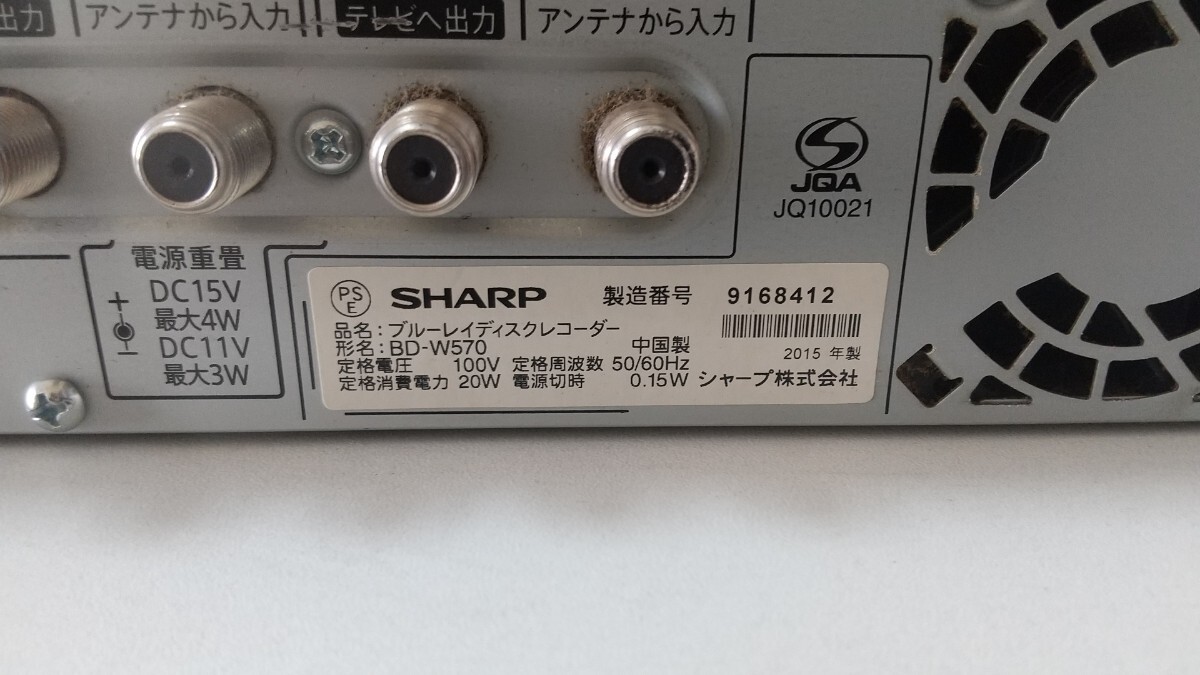 出力 アンテナから入力 テレビへ出力 アンテナから入力
JQA
JQ10021
電源重畳
DC15V
最大4W
DC11V
最大3W
PSE SHARP 製造番号 9168412
品名:ブルーレイディスクレコーダー
形名:BD-W570 中国製 2015 年製
定格電圧 100V 定格周波数 50/60Hz
定格消費電力 20W 電源切時 0.15W シャープ株式会社